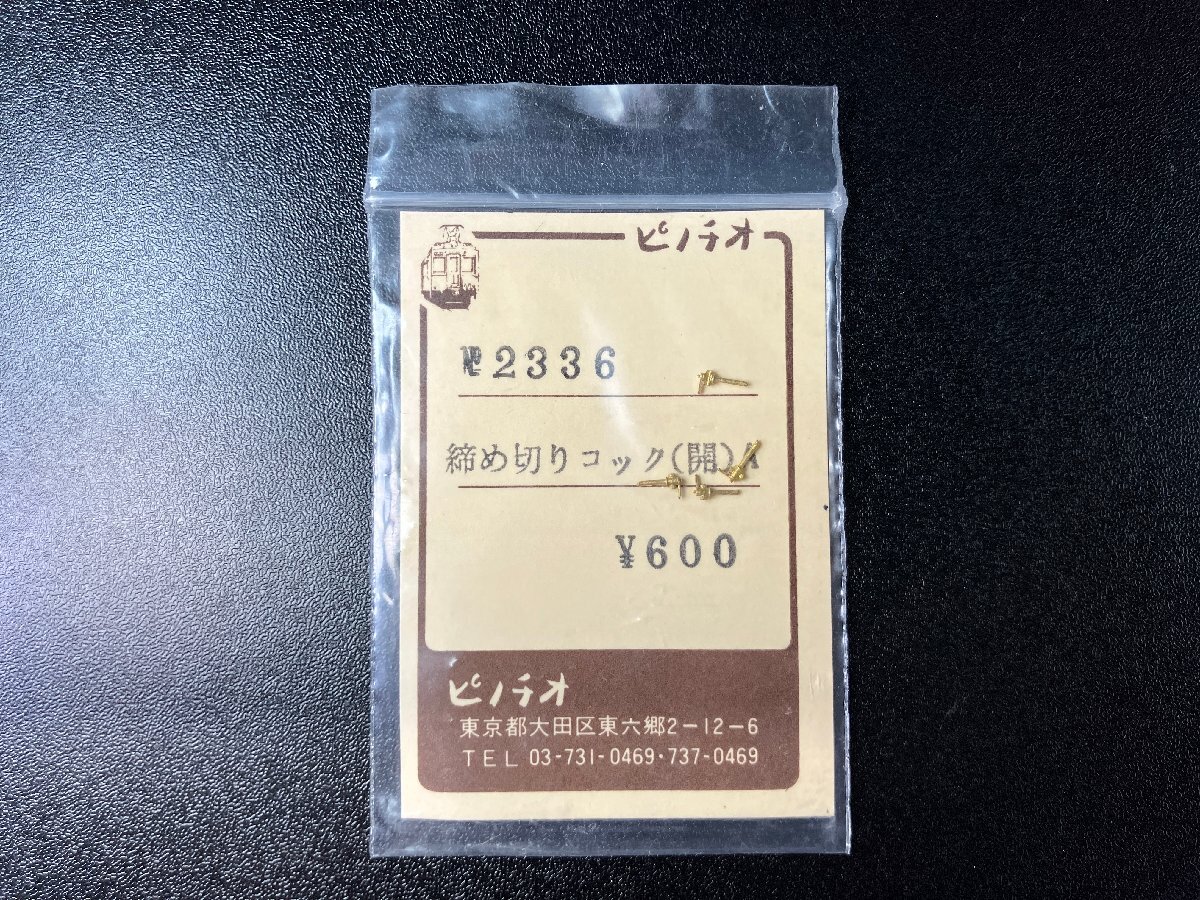 ピノチオ
№2336
締め切りコック(開)A
¥600
ピノチオ
東京都大田区東六郷2-12-6
TEL 03-731-0469・737-0469